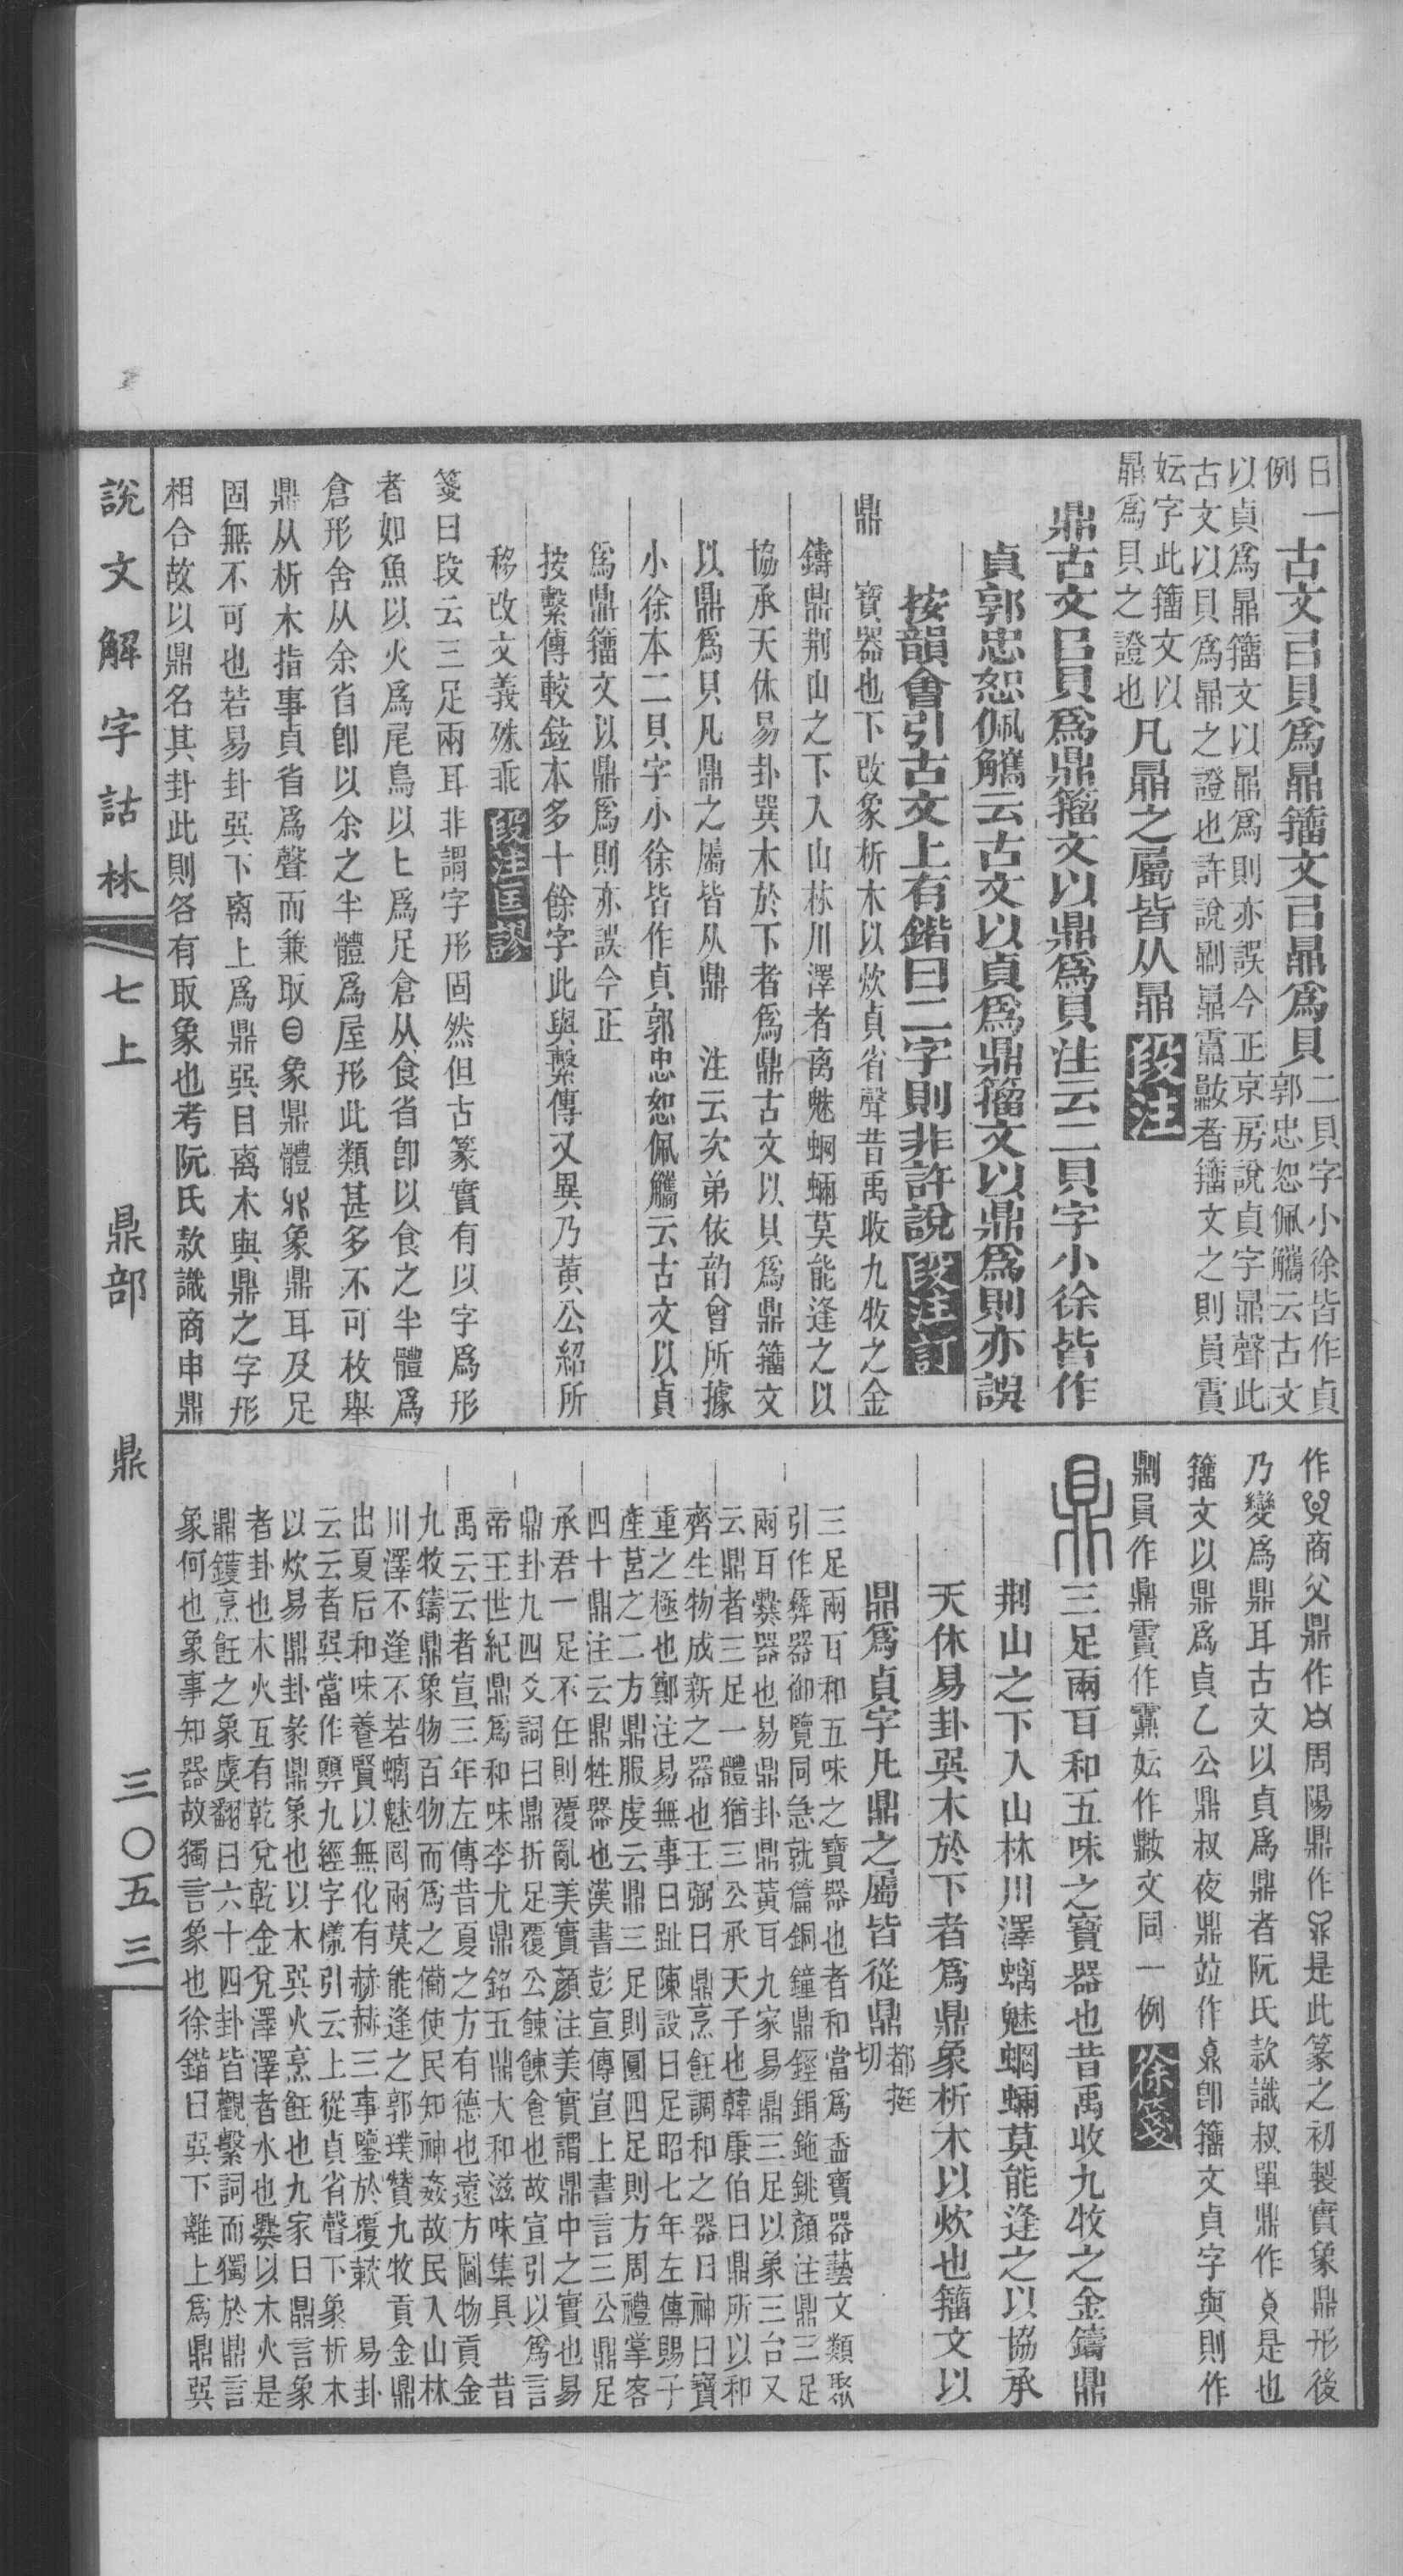 曰一例
古文㠯貝爲鼎籒文㠯鼎爲貝
二貝字小徐皆作貞
郭忠恕佩觿云古文
以貞爲鼎籒文以鼎爲則亦誤今正京房說貞字鼎聲此
古文以貝爲鼎之證也許說劓鼒者籒文之則員霣
妘字此籒文以
鼎爲貝之證也
凡鼎之屬皆从鼎 段注
鼎古文㠯貝爲鼎籒文以鼎爲貝注云二貝字小徐皆作
貞郭忠恕佩觿云古文以貞爲鼎籒文以鼎爲則亦誤
按韻會引古文上有鍇曰二字則非許說 段注訂
鼎 寶器也下改象析木以炊貞省聲昔禹收九牧之金
鑄鼎荆山之下入山林川澤者离魅蛧蜽莫能逢之以
協承天休易卦巽木於下者爲鼎古文以貝爲鼎籒文
以鼎爲貝凡鼎之屬皆从鼎 注云次弟依韵會所據
小徐本二貝字小徐皆作貞郭忠恕佩觿云古文以貞
爲鼎籒文以鼎爲則亦誤今正
按繫傳較鉉本多十餘字此與繫傳又異乃黃公紹所
移改文義殊乖 段注匡謬
箋曰段云三足兩耳非謂字形固然但古篆實有以字爲形
者如魚以火爲尾鳥以匕爲足倉从食省卽以食之半體爲
倉形舍从余省卽以余之半體爲屋形此類甚多不可枚舉
鼎从析木指事貞省爲聲而兼取目象鼎體象鼎耳及足
固無不可也若易卦巽下离上爲鼎巽目离木與鼎之字形
相合故以鼎名其卦此則各有取象也考阮氏款識商申鼎
作商父鼎作周陽鼎作是此篆之初製實象鼎形後
乃變爲鼎耳古文以貞爲鼎者阮氏款識叔單鼎作是也
籒文以鼎爲貞乙公鼎叔夜鼎竝作鼑卽籒文貞字與則作
劓員作鼎霣作妘作文同一例 徐箋
鼎 三足兩耳和五味之寶器也昔禹收九牧之金鑄鼎
荆山之下入山林川澤螭魅蝄蜽莫能逢之以協承
天休易卦巽木於下者爲鼎象析木以炊也籒文以
鼎爲貞字凡鼎之屬皆從鼎 都挺切
三足兩耳和五味之寶器也者和當爲盉寶器藝文類聚
引作彝器御覽同急就篇銅鐘鼎鋞鋗鉇銚顏注鼎三足
兩耳爨器也易鼎卦鼎黃耳九家易鼎三足以象三台又
云鼎者三足一體猶三公承天子也韓康伯曰鼎所以和
齊生物成新之器也王弼曰鼎烹飪調和之器曰神曰寶
重之極也鄭注易無事曰趾陳設曰足昭七年左傳賜子
產莒之二方鼎服虔云鼎三足則圓四足則方周禮掌客
四十鼎注云鼎牲器也漢書彭宣傳宣上書言三公鼎足
承君一足不任則覆亂美實顏注美實謂鼎中之實也易
鼎卦九四爻詞曰鼎折足覆公餗餗食也故宣引以爲言
帝王世紀鼎爲和味李尤鼎銘五鼎大和滋味集具 昔
禹云云者宣三年左傳昔夏之方有德也遠方圖物貢金
九牧鑄鼎象物百物而爲之備使民知神姦故民入山林
川澤不逢不若螭魅罔兩莫能逢之郭璞贊九牧貢金鼎
出夏后和味養賢以無化有赫赫三事鑒於覆蔌 易卦
云云者巽當作顨九經字㨾引云上從貞省聲下象析木
以炊易鼎卦彖鼎象也以木巽火烹飪也九家曰鼎言象
者卦也木火互有乾兌乾金兌澤澤者水也爨以木火是
鼎鑊烹飪之象虞翻曰六十四卦皆觀繫詞而獨於鼎言
象何也象事知器故獨言象也徐鍇曰巽下離上爲鼎巽
說文解字詁林 七上 鼎部 鼎 三〇五三